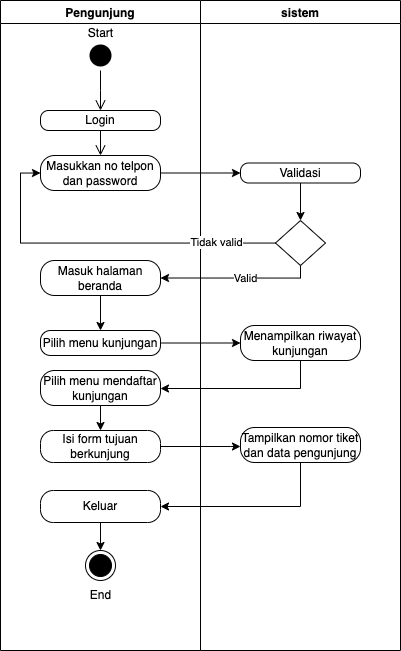 Pengunjung
sistem
Start
Login
Masukkan no telpon
dan password
Validasi
Tidak valid
Masuk halaman
beranda
Valid
Pilih menu kunjungan
Menampilkan riwayat
kunjungan
Pilih menu mendaftar
kunjungan
Isi form tujuan
berkunjung
Tampilkan nomor tiket
dan data pengunjung
Keluar
End